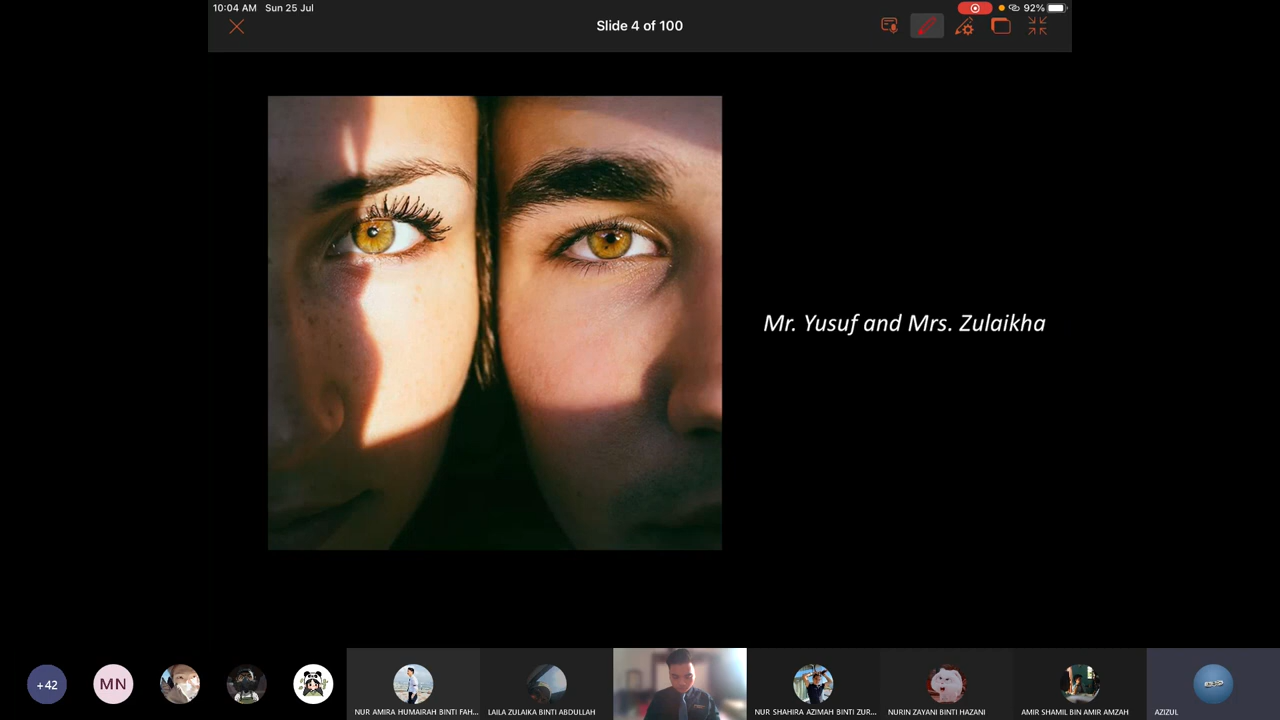 10:04 AM Sun 25 Jul
92%
Slide 4 of 100
Mr. Yusuf and Mrs. Zulaikha
+42
MN
NUR AMIRA HUMAIRAH BINTI FAH...
LAILA ZULAIKA BINTI ABDULLAH
NUR SHAHIRA AZIMAH BINTI ZUR...
NURIN ZAYANI BINTI HAZANI
AMIR SHAMIL BIN AMIR AMZAH
AZIZUL